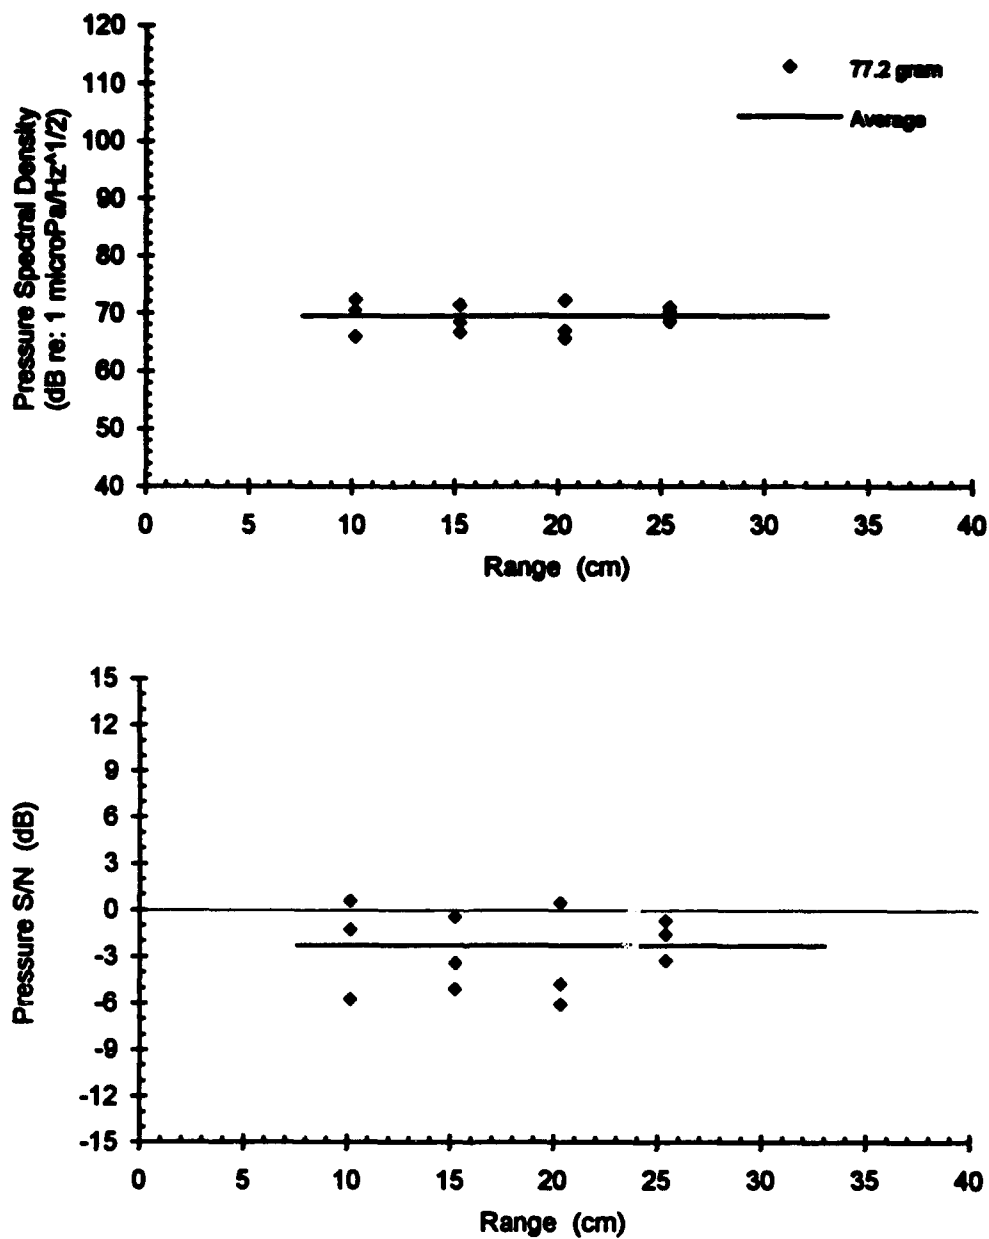 120
110
100
90
80
70
60
50
40
Pressure Spectral Density
(dB re: 1 microPa/Hz^1/2)
77.2 gram
Average
0 5 10 15 20 25 30 35 40
Range (cm)
15
12
9
6
3
0
-3
-6
-9
-12
-15
Pressure S/N (dB)
0 5 10 15 20 25 30 35 40
Range (cm)